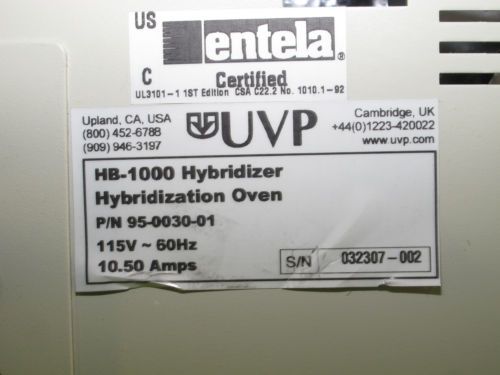 US
entela®
C
Certified
UL3101-1 1ST Edition CSA C22.2 No. 1010.1-92
Upland, CA, USA
(800) 452-6788
(909) 946-3197
UVP
Cambridge, UK
+44(0)1223-420022
www.uvp.com
HB-1000 Hybridizer
Hybridization Oven
P/N 95-0030-01
115V ~ 60Hz
10.50 Amps
S/N 032307-002